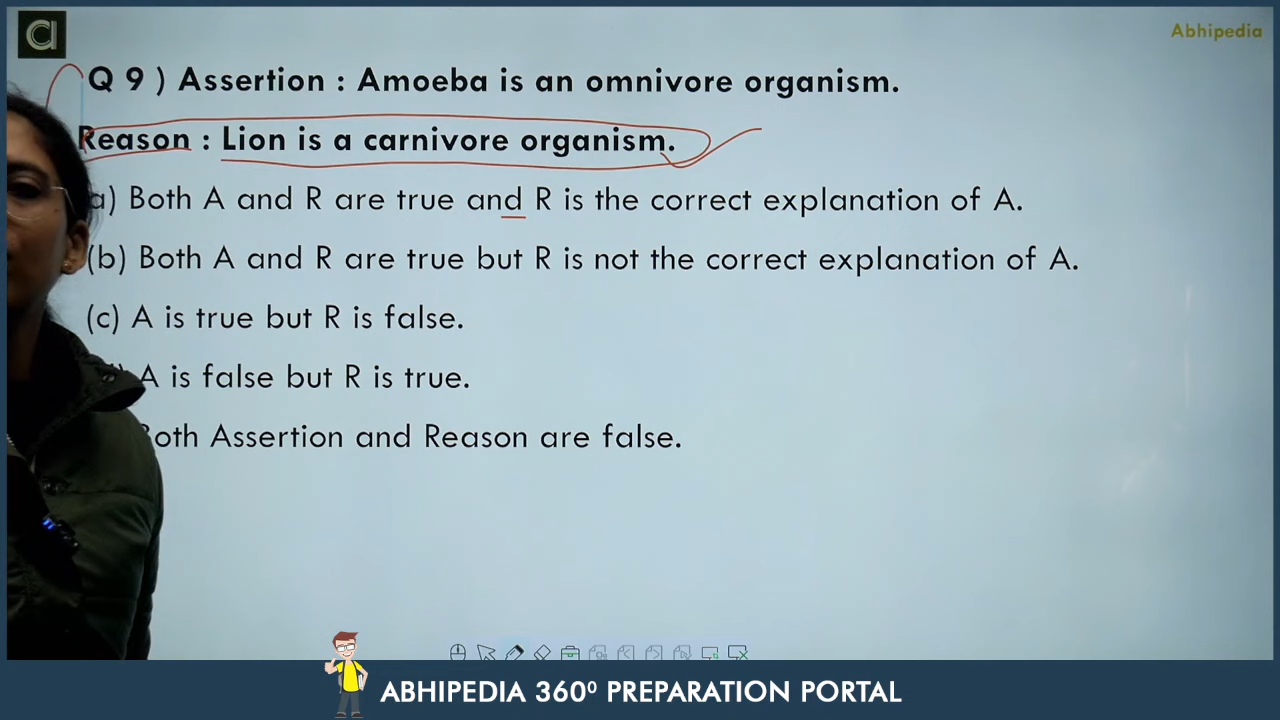 Abhipedia
Q 9 ) Assertion : Amoeba is an omnivore organism.
Reason : Lion is a carnivore organism.
a) Both A and R are true and R is the correct explanation of A.
(b) Both A and R are true but R is not the correct explanation of A.
(c) A is true but R is false.
A is false but R is true.
Both Assertion and Reason are false.
ABHIPEDIA 360⁰ PREPARATION PORTAL